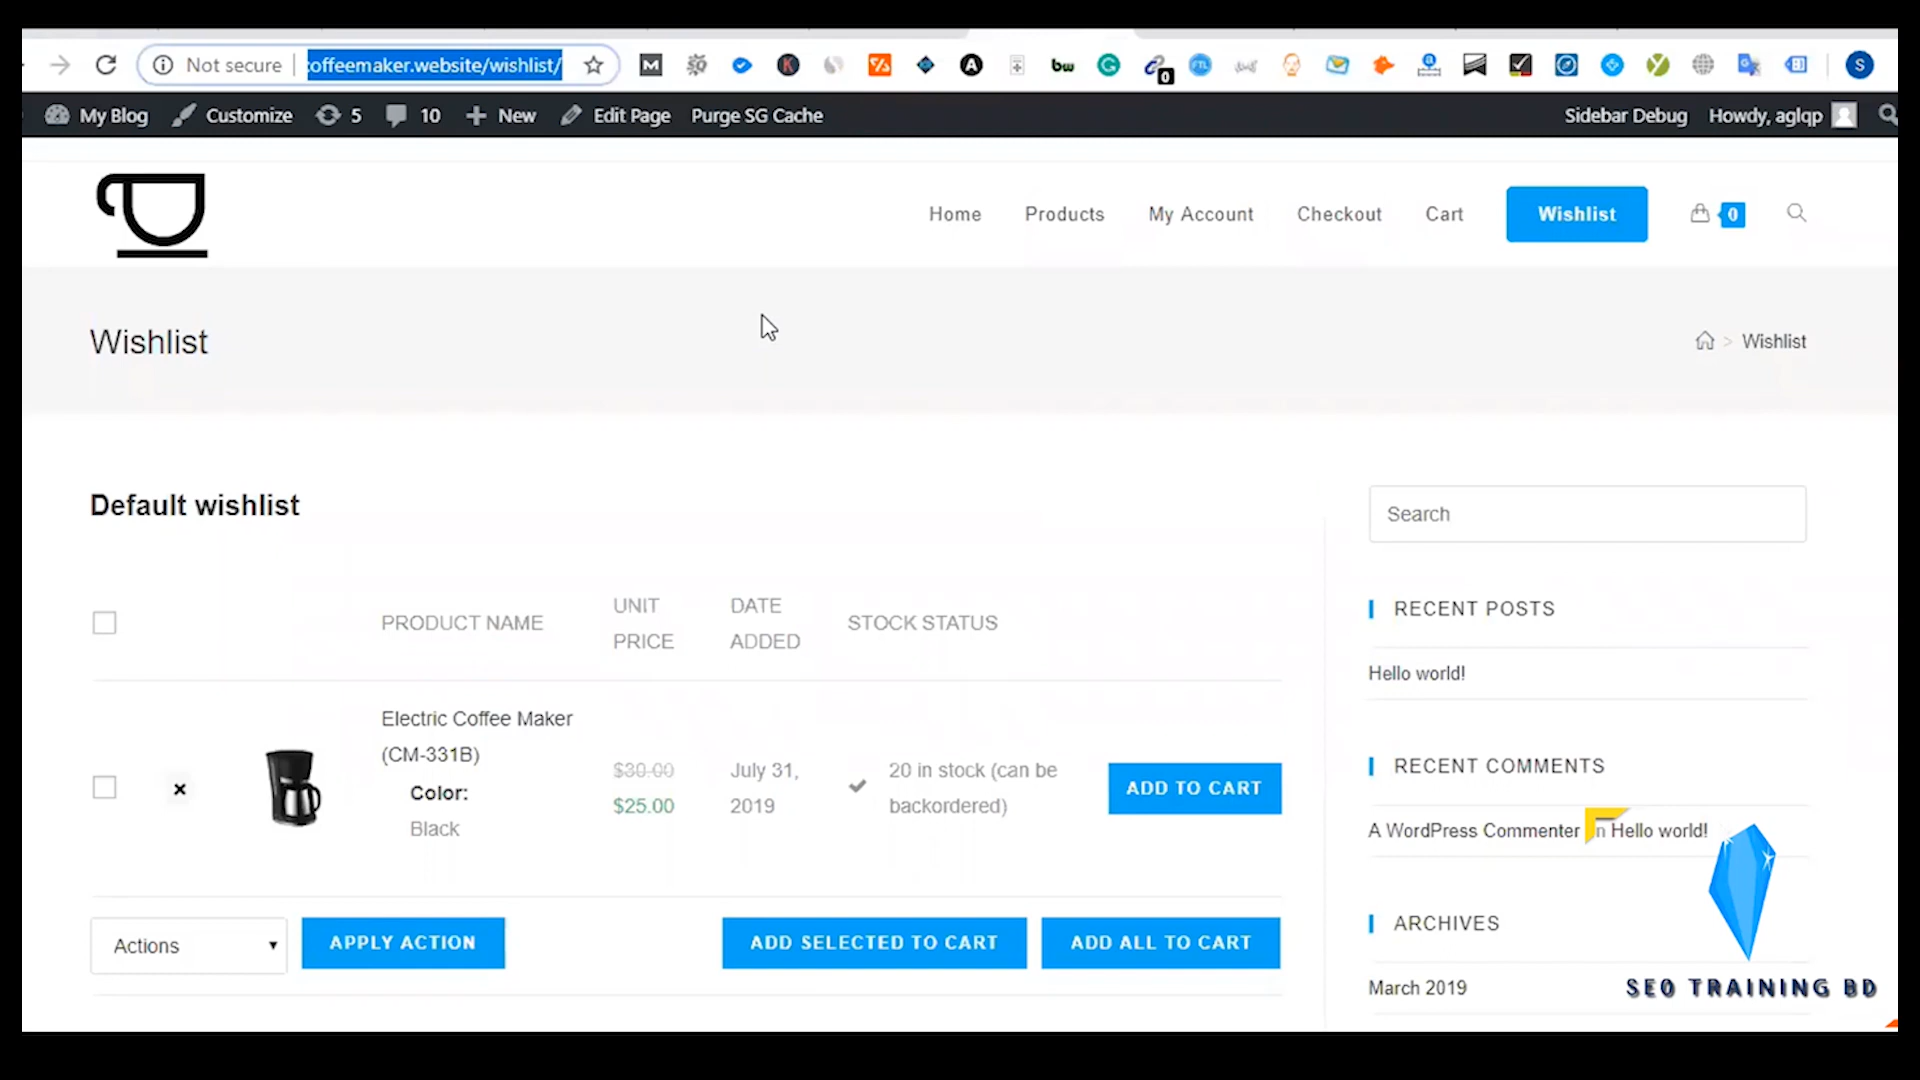 Not secure | coffeemaker.website/wishlist/
My Blog Customize 5 10 New Edit Page Purge SG Cache Sidebar Debug Howdy, aglqp
Home Products My Account Checkout Cart Wishlist 0
Wishlist
> Wishlist
Default wishlist
Search
PRODUCT NAME
UNIT
PRICE
DATE
ADDED
STOCK STATUS
RECENT POSTS
Hello world!
Electric Coffee Maker
(CM-331B)
Color:
Black
$30.00
$25.00
July 31,
2019
20 in stock (can be
backordered)
ADD TO CART
RECENT COMMENTS
A WordPress Commenter Hello world!
Actions
APPLY ACTION
ADD SELECTED TO CART
ADD ALL TO CART
ARCHIVES
March 2019
SEO TRAINING BD